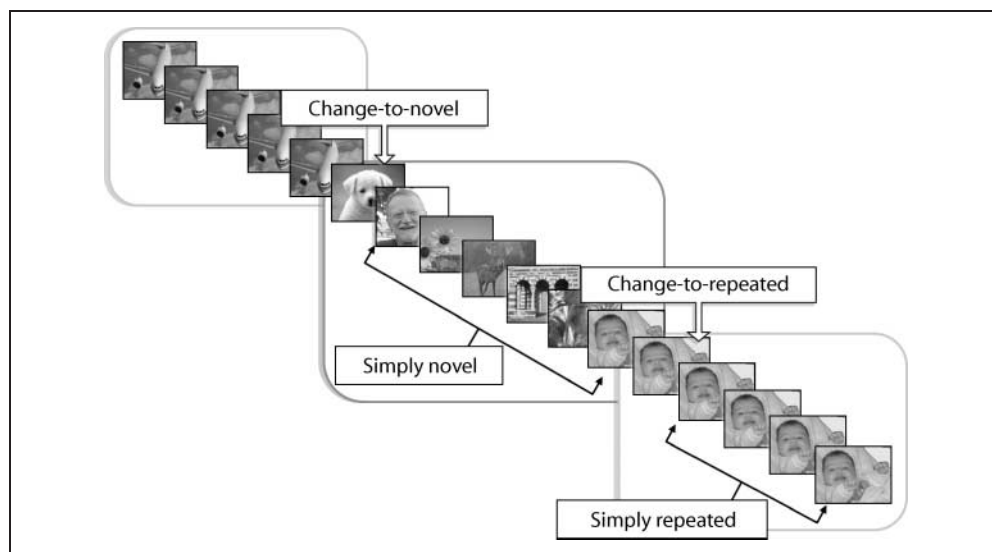 Change-to-novel
Change-to-repeated
Simply novel
Simply repeated